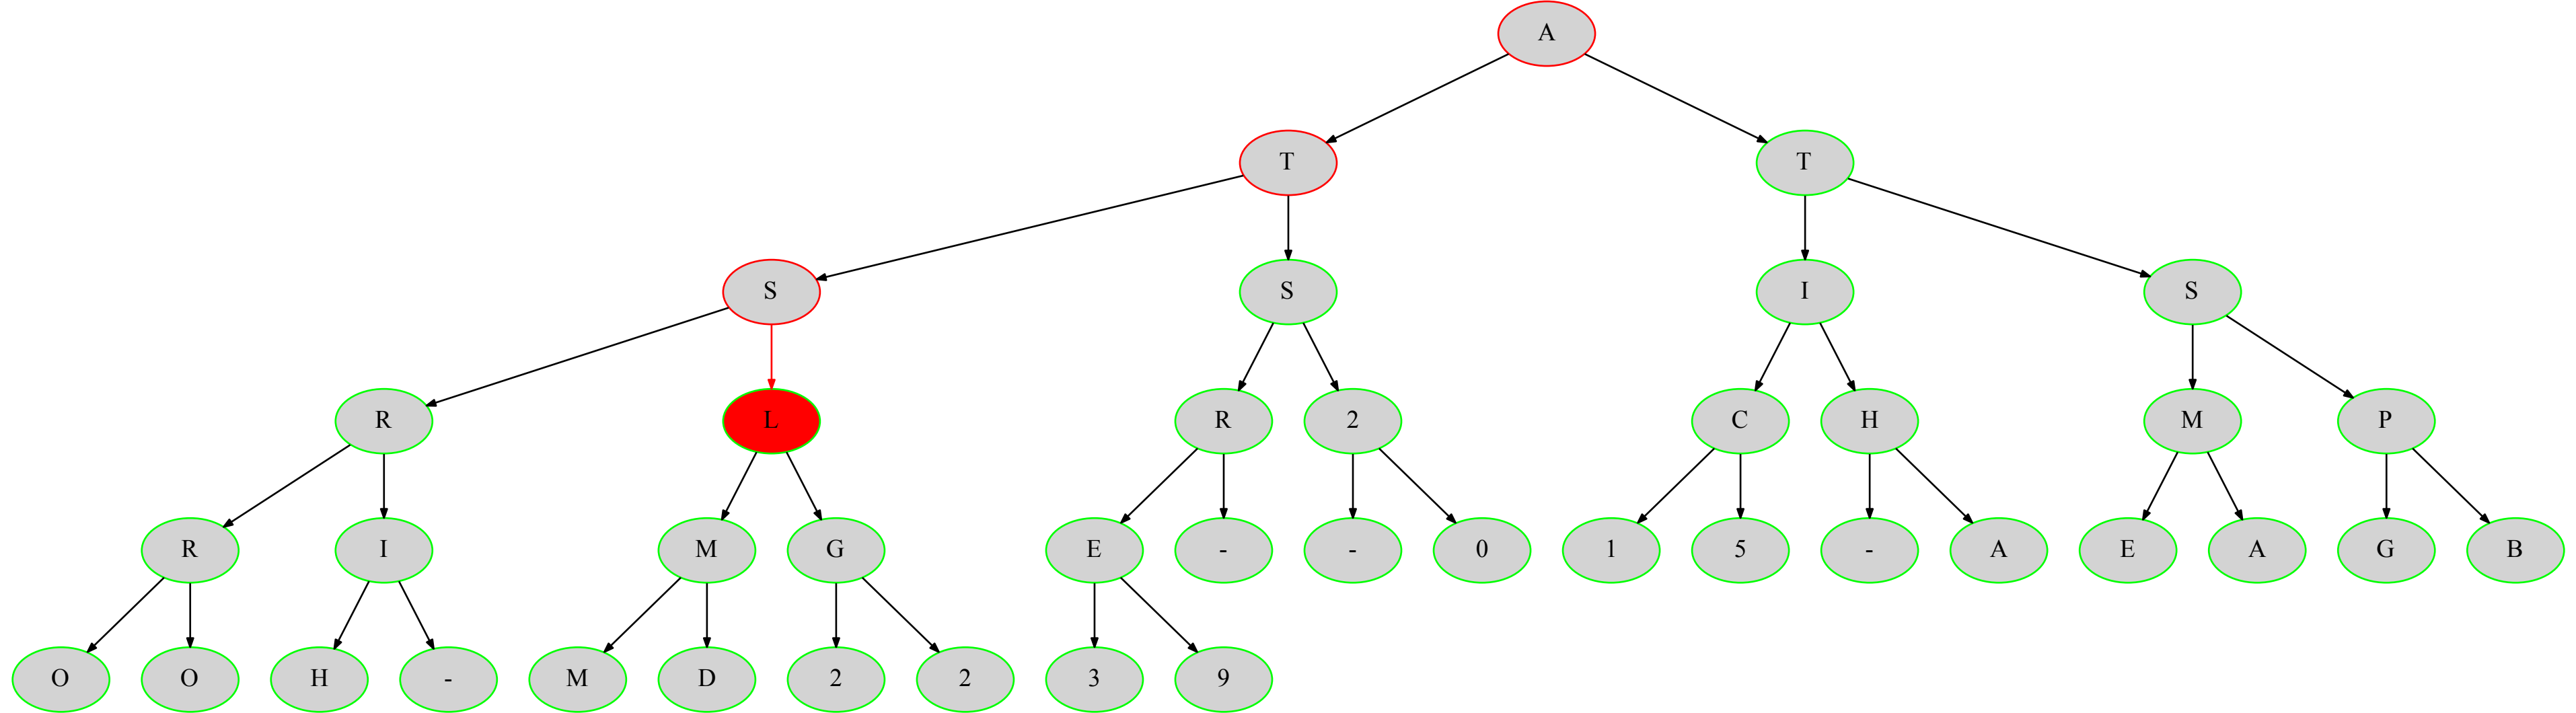 A
T T
S S I S
R L R 2 C H M P
R I M G E - - 0 1 5 - A E A G B
O O H - M D 2 2 3 9